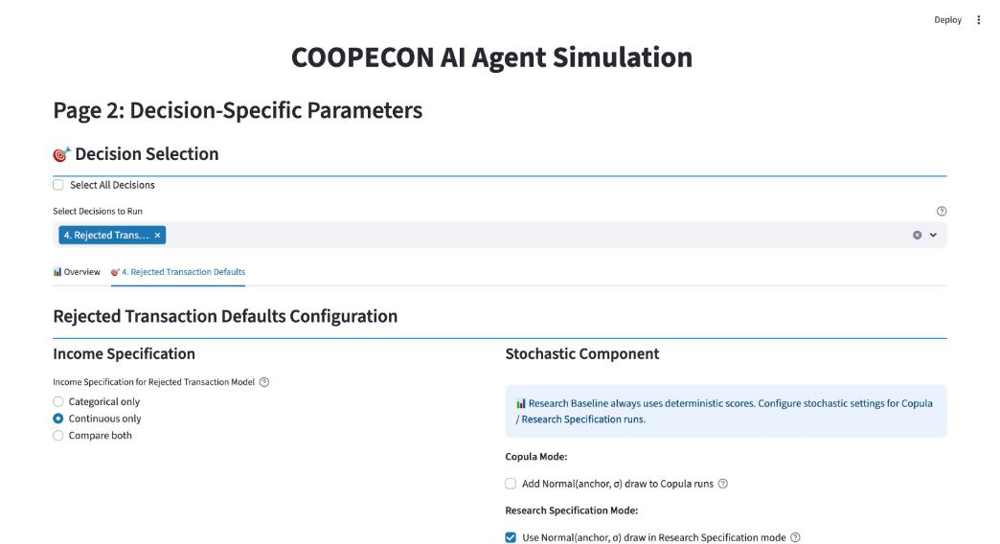 Deploy
COOPECON AI Agent Simulation
Page 2: Decision-Specific Parameters
Decision Selection
Select All Decisions
Select Decisions to Run
4. Rejected Trans...
Overview
4. Rejected Transaction Defaults
Rejected Transaction Defaults Configuration
Income Specification
Income Specification for Rejected Transaction Model
Categorical only
Continuous only
Compare both
Stochastic Component
Research Baseline always uses deterministic scores. Configure stochastic settings for Copula
/ Research Specification runs.
Copula Mode:
Add Normal(anchor, σ) draw to Copula runs
Research Specification Mode:
Use Normal(anchor, σ) draw in Research Specification mode